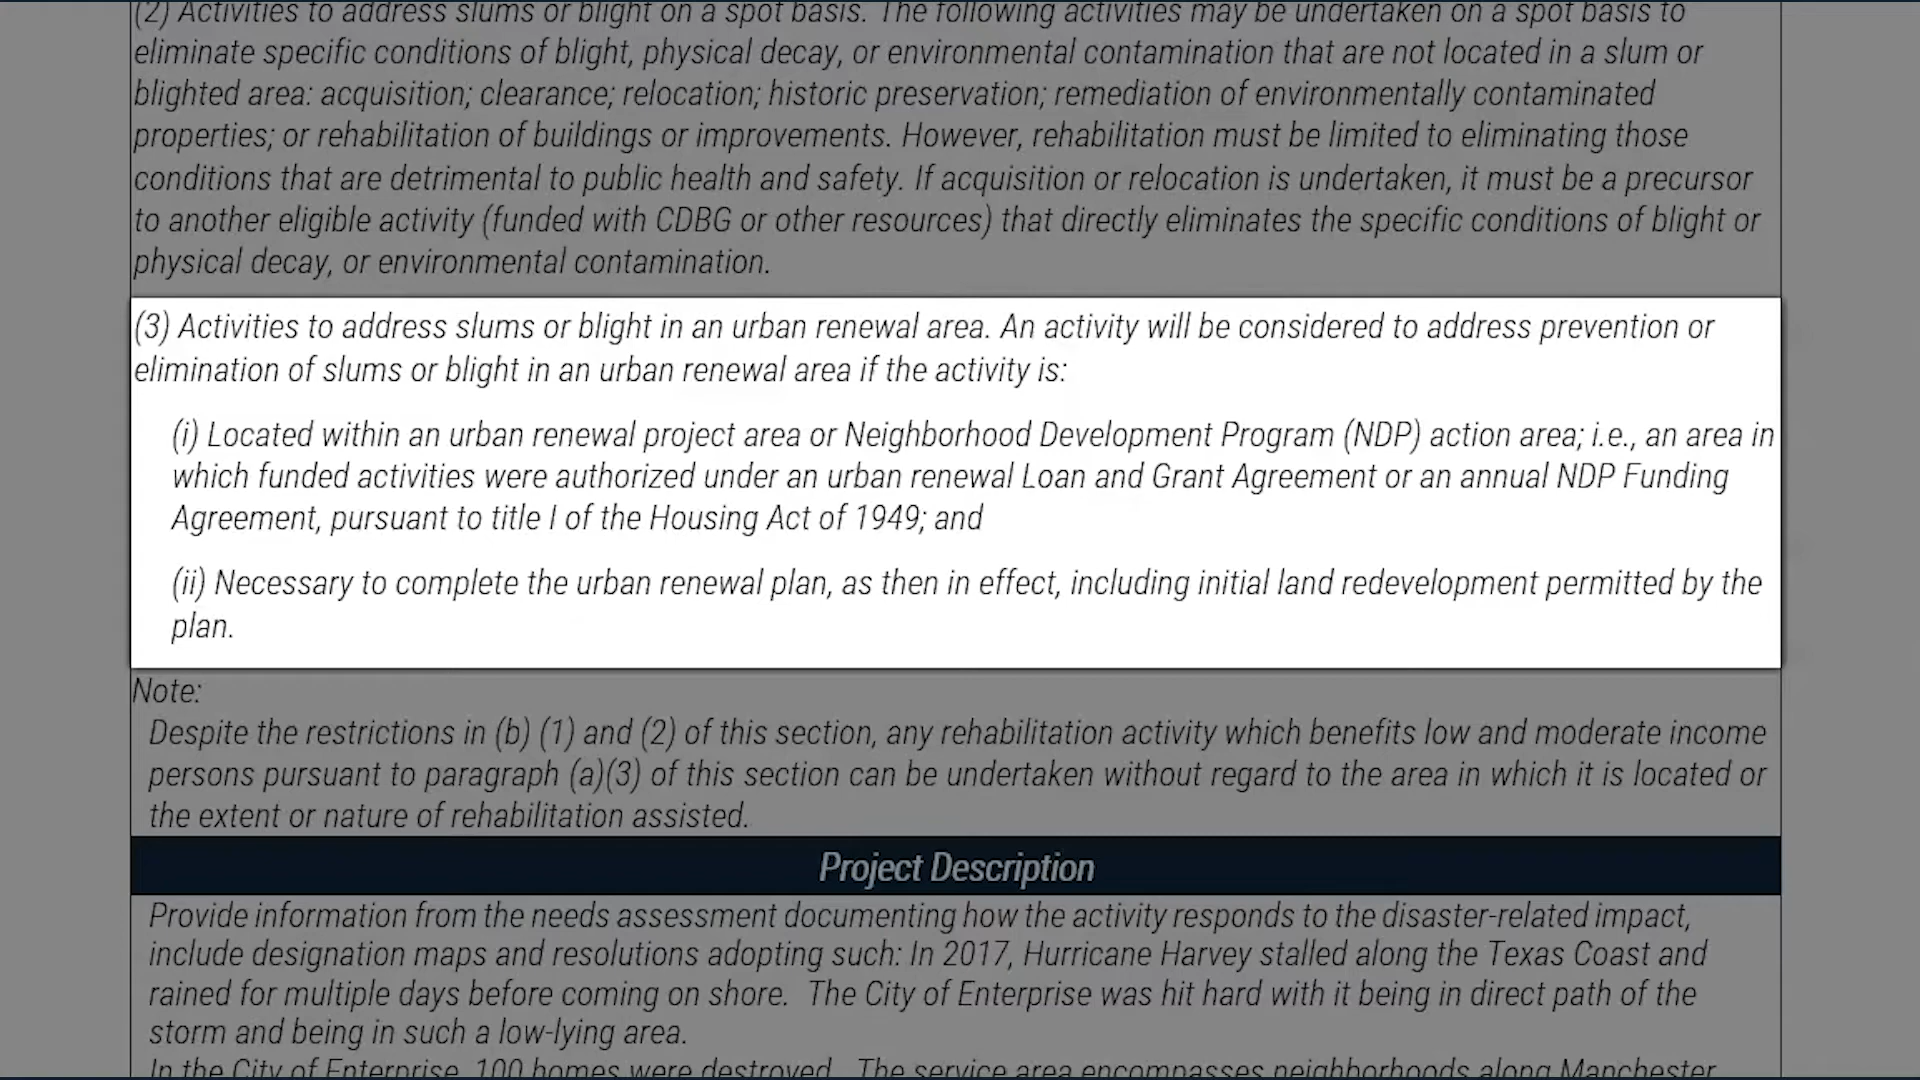 (2) Activities to address slums or blight on a spot basis. The following activities may be undertaken on a spot basis to
eliminate specific conditions of blight, physical decay, or environmental contamination that are not located in a slum or
blighted area: acquisition; clearance; relocation; historic preservation; remediation of environmentally contaminated
properties; or rehabilitation of buildings or improvements. However, rehabilitation must be limited to eliminating those
conditions that are detrimental to public health and safety. If acquisition or relocation is undertaken, it must be a precursor
to another eligible activity (funded with CDBG or other resources) that directly eliminates the specific conditions of blight or
physical decay, or environmental contamination.
(3) Activities to address slums or blight in an urban renewal area. An activity will be considered to address prevention or
elimination of slums or blight in an urban renewal area if the activity is:
(i) Located within an urban renewal project area or Neighborhood Development Program (NDP) action area; i.e., an area in
which funded activities were authorized under an urban renewal Loan and Grant Agreement or an annual NDP Funding
Agreement, pursuant to title I of the Housing Act of 1949; and
(ii) Necessary to complete the urban renewal plan, as then in effect, including initial land redevelopment permitted by the
plan.
Note:
Despite the restrictions in (b) (1) and (2) of this section, any rehabilitation activity which benefits low and moderate income
persons pursuant to paragraph (a)(3) of this section can be undertaken without regard to the area in which it is located or
the extent or nature of rehabilitation assisted.
Project Description
Provide information from the needs assessment documenting how the activity responds to the disaster-related impact,
include designation maps and resolutions adopting such: In 2017, Hurricane Harvey stalled along the Texas Coast and
rained for multiple days before coming on shore. The City of Enterprise was hit hard with it being in direct path of the
storm and being in such a low-lying area.
In the City of Enterprise, 100 homes were destroyed. The service area encompasses neighborhoods along Manchester